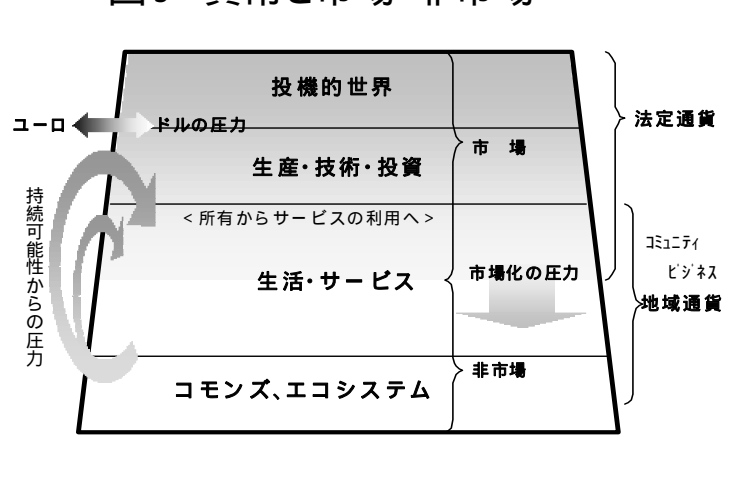 投機的世界
ユーロ
ドルの圧力
法定通貨
市 場
生産・技術・投資
持続可能性からの圧力
<所有からサービスの利用へ>
コミュニティ
ビジネス
生活・サービス
市場化の圧力
地域通貨
非市場
コモンズ、エコシステム